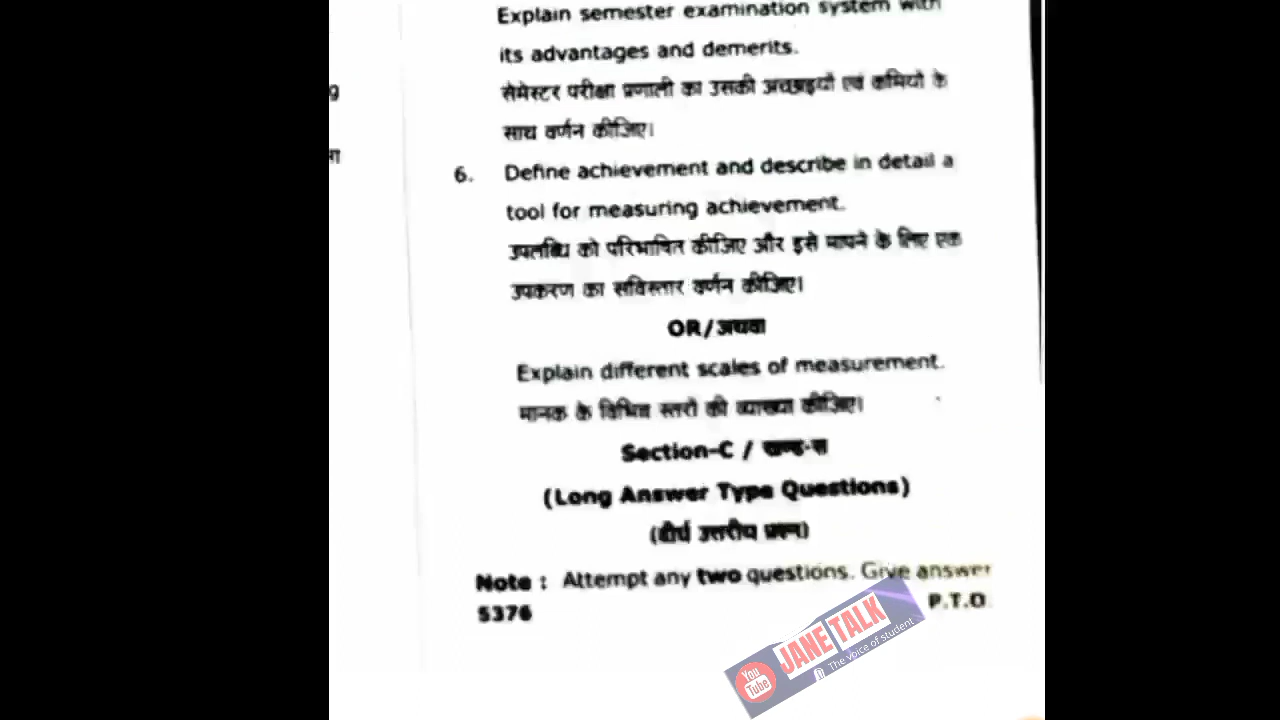 Explain semester examination system with
its advantages and demerits.
सेमेस्टर परीक्षा प्रणाली का उसकी अच्छाइयों एवं कमियों के
साथ वर्णन कीजिए।
6. Define achievement and describe in detail a
tool for measuring achievement.
उपलब्धि को परिभाषित कीजिए और इसे मापने के लिए एक
उपकरण का सविस्तार वर्णन कीजिए।
OR/अथवा
Explain different scales of measurement.
मानक के विभिन्न स्तरों की व्याख्या कीजिए।
Section-C / खण्ड-स
(Long Answer Type Questions)
(दीर्घ उत्तरीय प्रश्न)
Note : Attempt any two questions. Give answer
5376 P.T.O.
You Tube JANE TALK
The voice of student